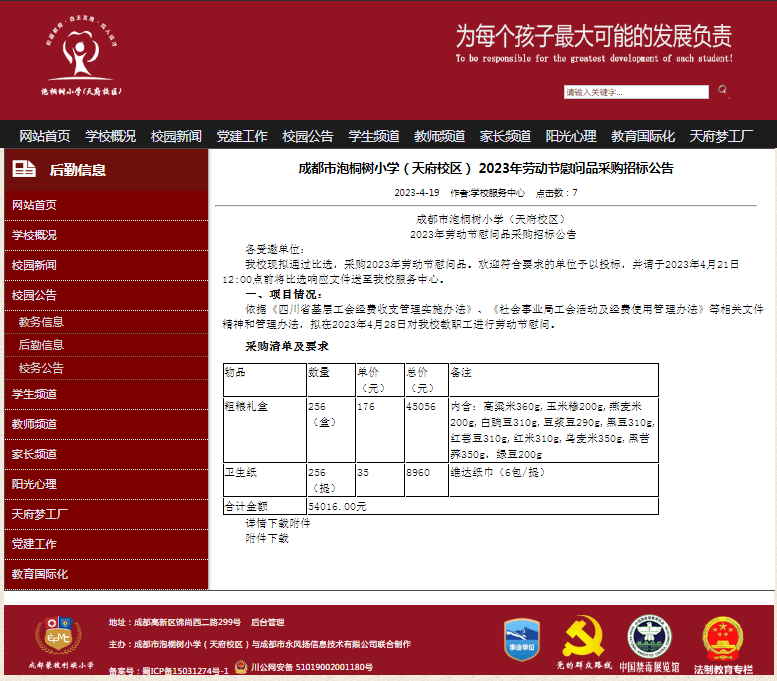 为每个孩子最大可能的发展负责
To be responsible for the greatest development of each student!
泡桐树小学(天府校区)
请输入关键字...
网站首页 学校概况 校园新闻 党建工作 校园公告 学生频道 教师频道 家长频道 阳光心理 教育国际化 天府梦工厂
后勤信息
网站首页
学校概况
校园新闻
校园公告
教务信息
后勤信息
校务公告
学生频道
教师频道
家长频道
阳光心理
天府梦工厂
党建工作
教育国际化
成都市泡桐树小学（天府校区） 2023年劳动节慰问品采购招标公告
2023-4-19 作者:学校服务中心 点击数：7
成都市泡桐树小学（天府校区）
2023年劳动节慰问品采购招标公告
各受邀单位：
我校现拟通过比选，采购2023年劳动节慰问品。欢迎符合要求的单位予以投标，并请于2023年4月21日
12:00点前将比选响应文件送至我校服务中心。
一、项目情况：
依据《四川省基层工会经费收支管理实施办法》、《社会事业局工会活动及经费使用管理办法》等相关文件
精神和管理办法，拟在2023年4月28日对我校教职工进行劳动节慰问。
采购清单及要求
物品 数量 单价（元） 总价（元） 备注
粗粮礼盒 256（盒） 176 45056 内含：高粱米360g,玉米糁200g,燕麦米
200g,白豌豆310g,豆浆豆290g,黑豆310g,
红芸豆310g,红米310g,乌麦米350g,黑苦
荞350g，绿豆200g
卫生纸 256（提） 35 8960 维达纸巾（6包/提）
合计金额 54016.00元
详情下载附件
附件下载
地址：成都高新区锦尚西二路299号 后台管理
主办：成都市泡桐树小学（天府校区）与成都市永风扬信息技术有限公司联合制作
备案号：蜀ICP备15031274号-1 川公网安备 51019002001180号
EPMC
成都蒙彼利埃小学
事业单位
党的群众路线
中国禁毒展览馆
法制教育专栏